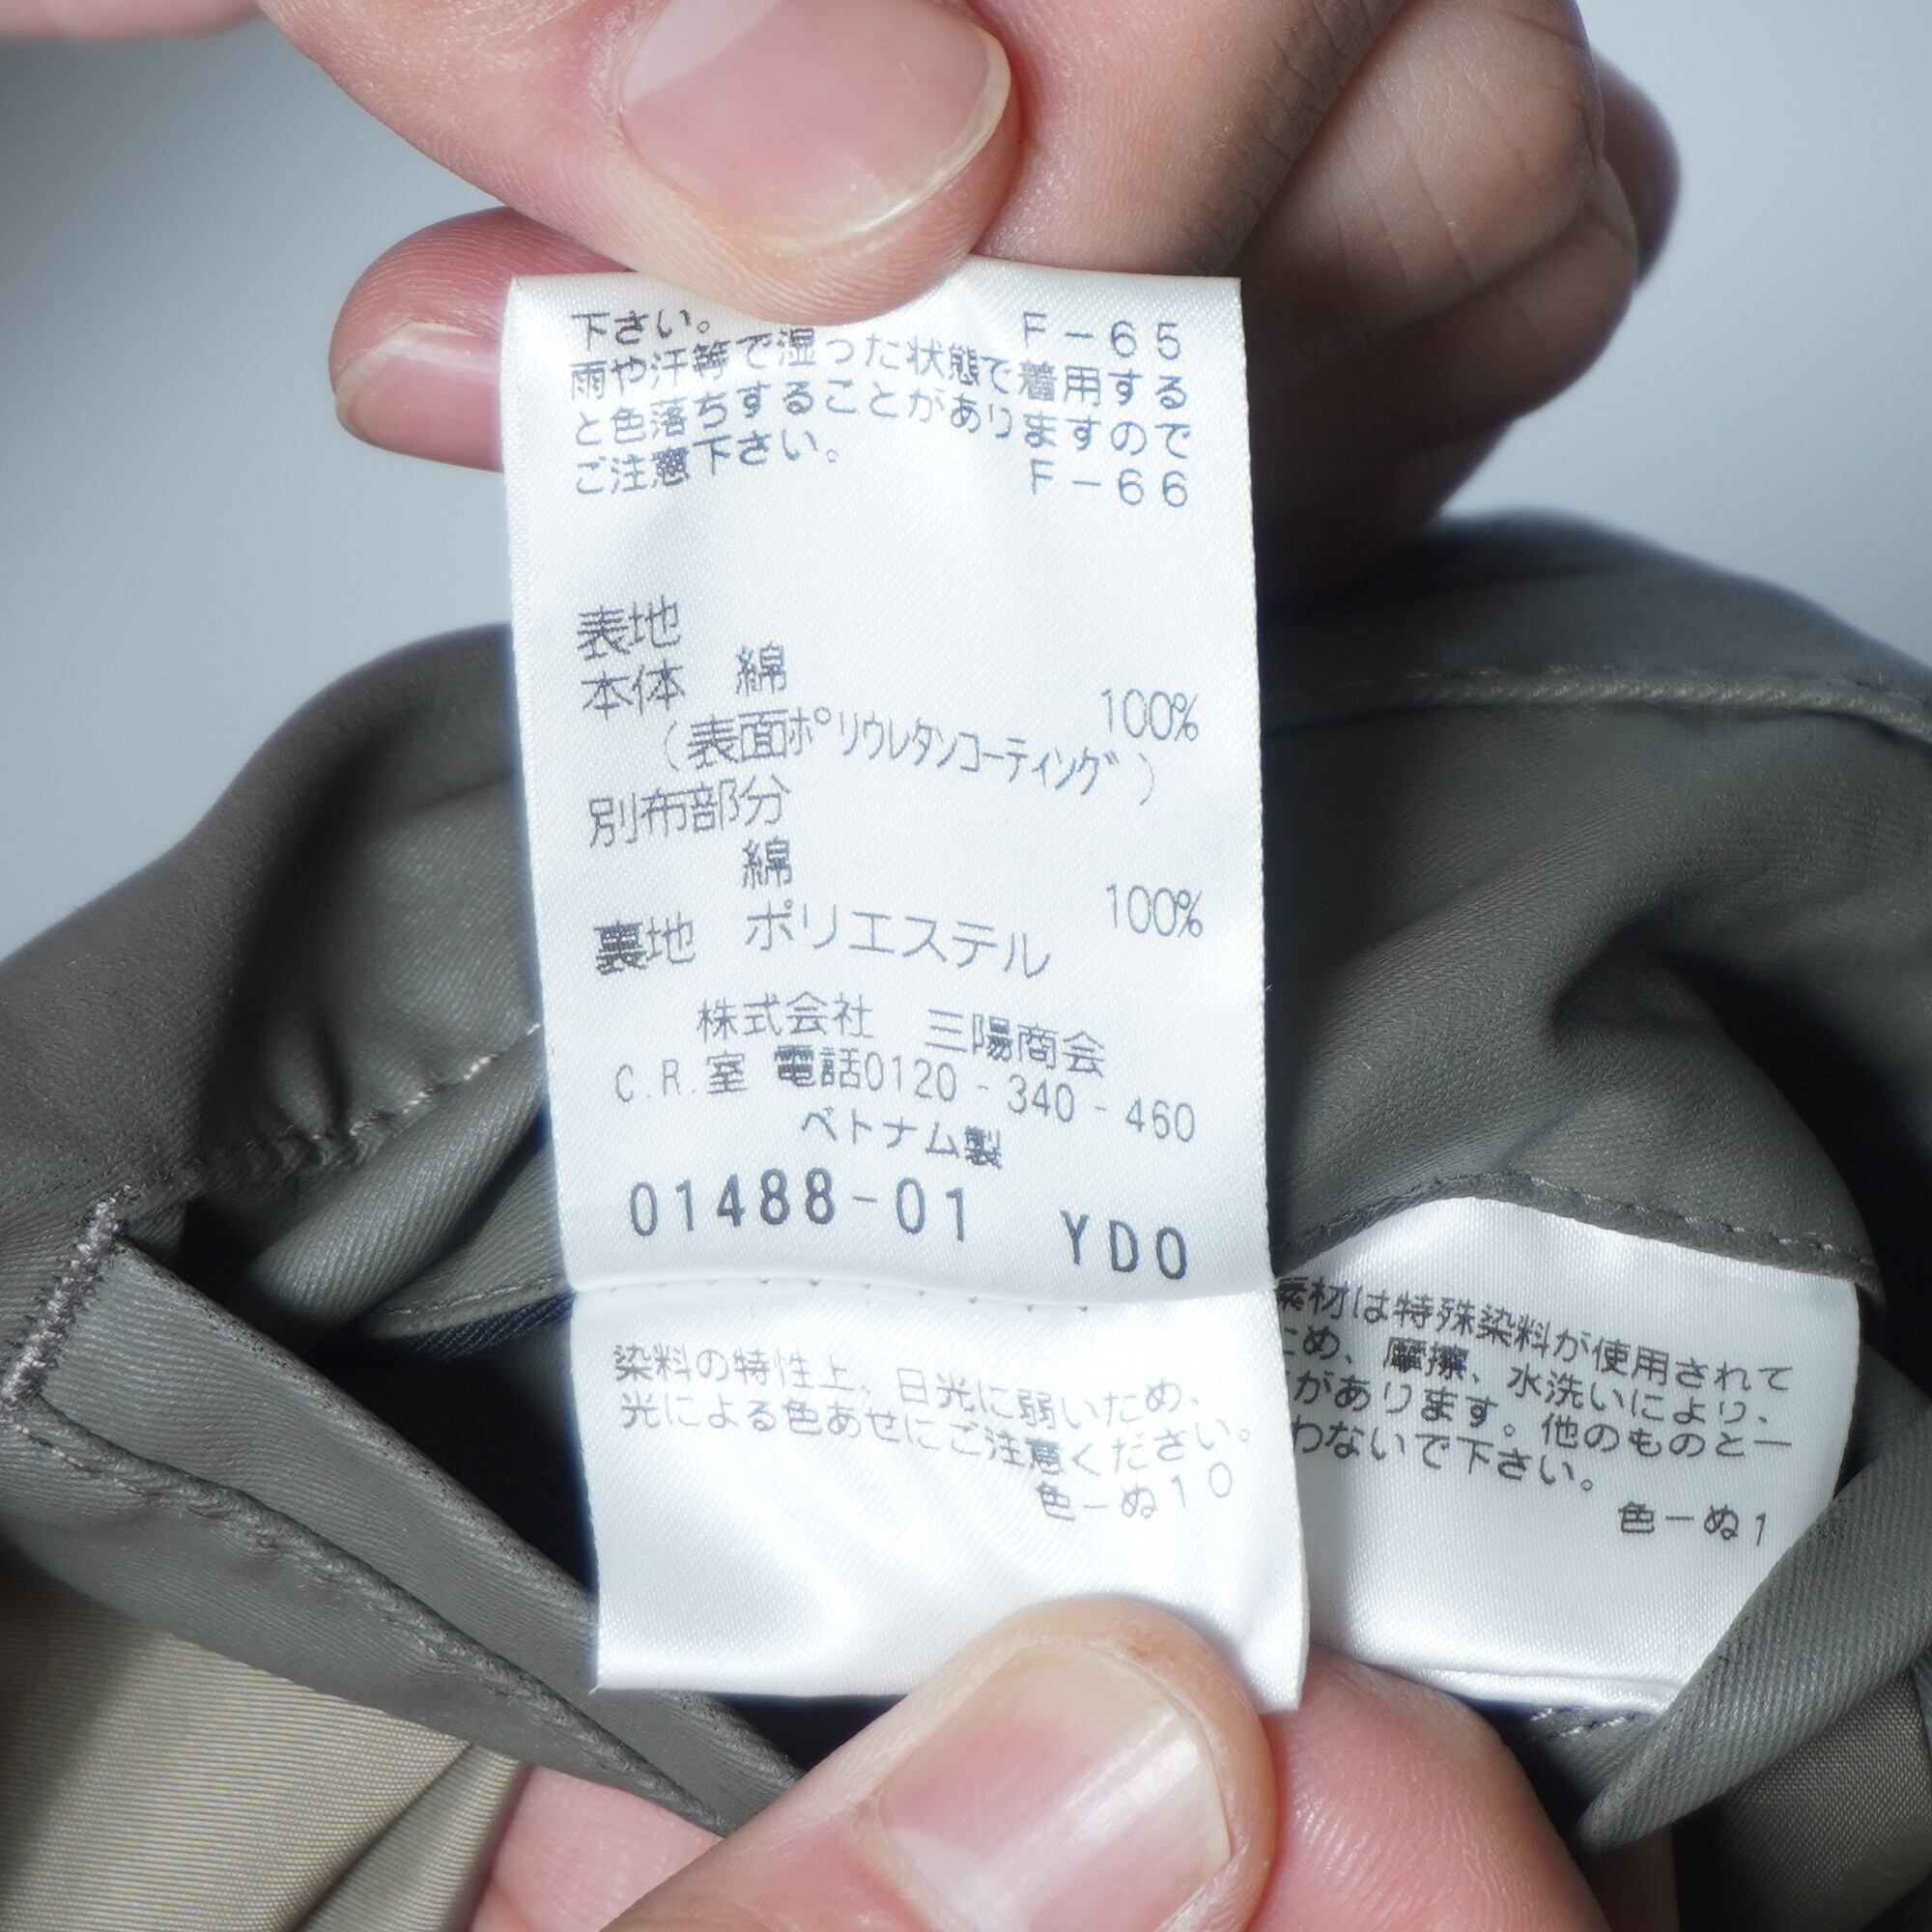 下さい。 F-65
雨や汗等で湿った状態で着用する
と色落ちすることがありますので
ご注意下さい。 F-66
表地
本体 綿 100%
(表面ポリウレタンコーティング)
別布部分
綿 100%
裏地 ポリエステル
株式会社 三陽商会
C.R.室 電話0120-340-460
ベトナム製
01488-01 YDO
染料の特性上、日光に弱いため、
光による色あせにご注意ください。
色-ぬ10
素材は特殊染料が使用されて
ため、摩擦、水洗いにより、
があります。他のものと一
わないで下さい。
色-ぬ1